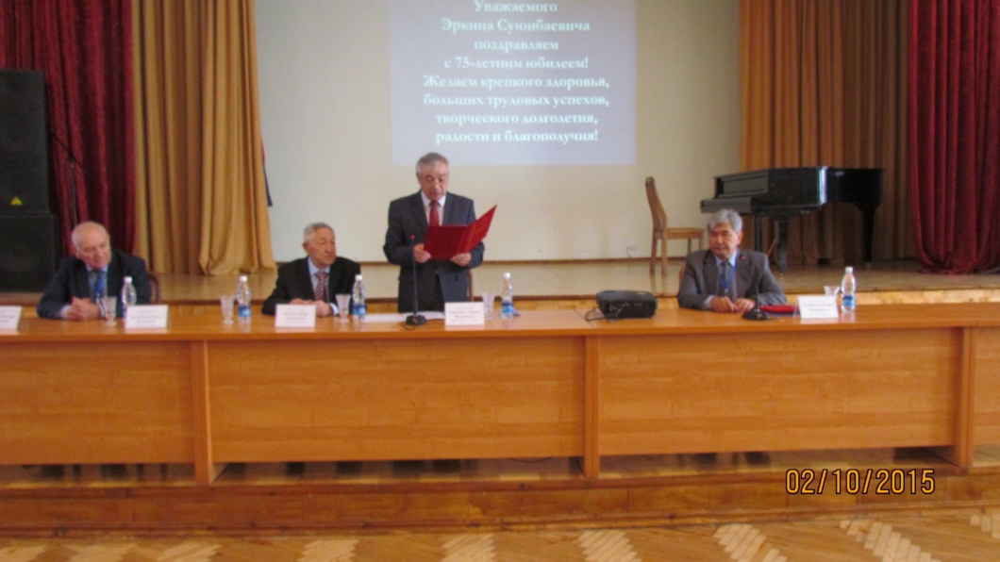 Уважаемого
Эркина Суюнбаевича
поздравляем
с 75-летним юбилеем!
Желаем крепкого здоровья,
больших трудовых успехов,
творческого долголетия,
радости и благополучия!
02/10/2015